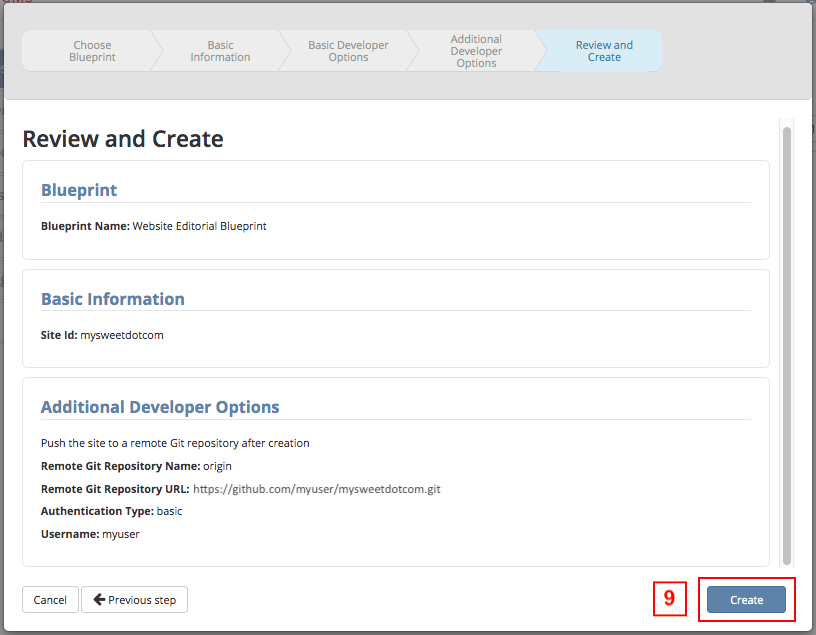 Choose
Blueprint
Basic
Information
Basic Developer
Options
Additional
Developer
Options
Review and
Create
Review and Create
Blueprint
Blueprint Name: Website Editorial Blueprint
Basic Information
Site Id: mysweetdotcom
Additional Developer Options
Push the site to a remote Git repository after creation
Remote Git Repository Name: origin
Remote Git Repository URL: https://github.com/myuser/mysweetdotcom.git
Authentication Type: basic
Username: myuser
Cancel
Previous step
9
Create